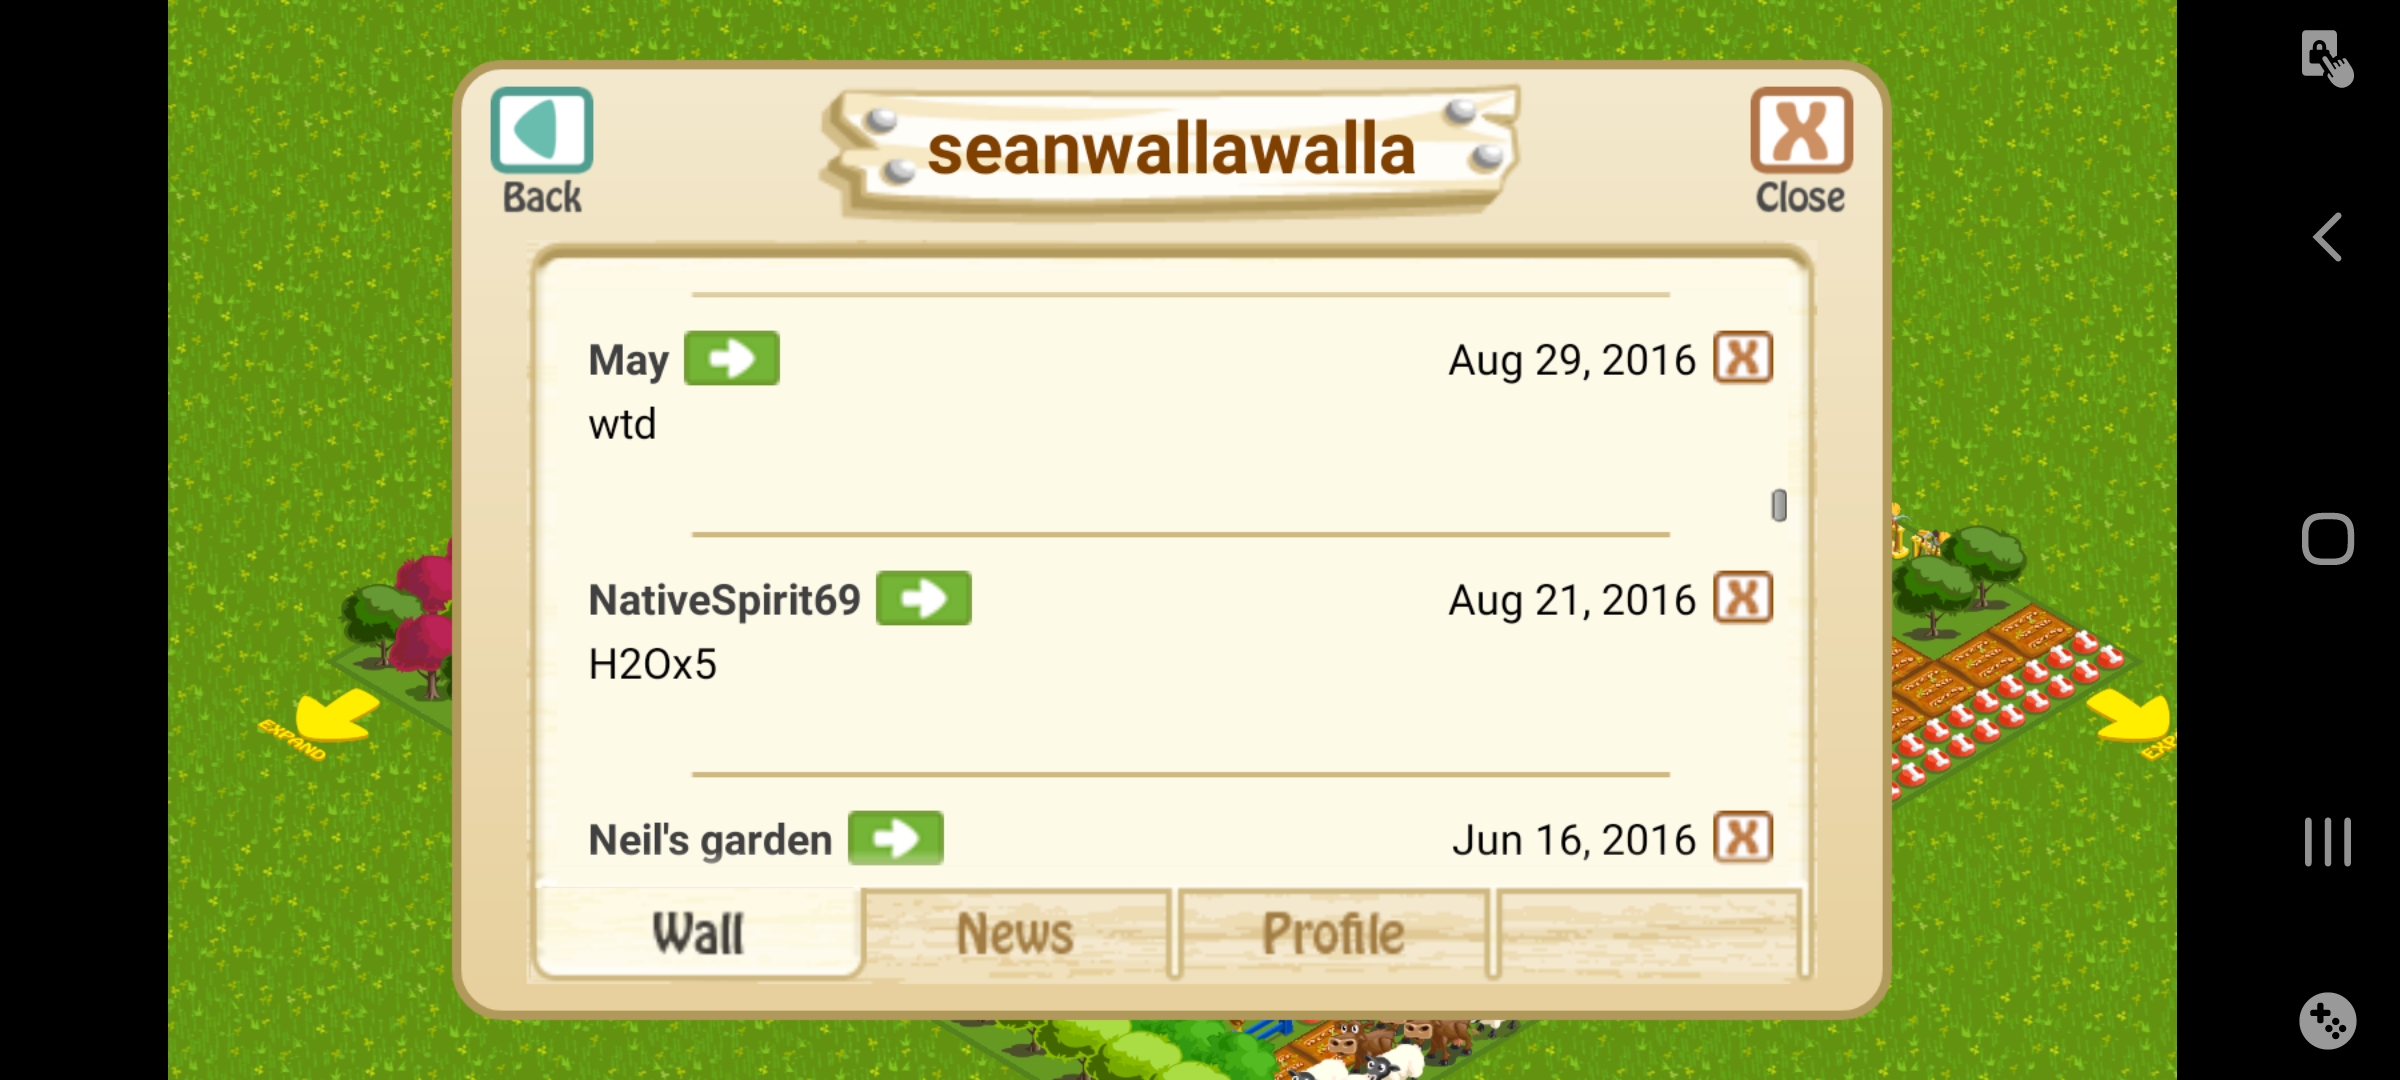 Back
seanwallawalla
Close
May
Aug 29, 2016
wtd
NativeSpirit69
Aug 21, 2016
H2Ox5
Neil's garden
Jun 16, 2016
Wall
News
Profile
EXPAND
EXP